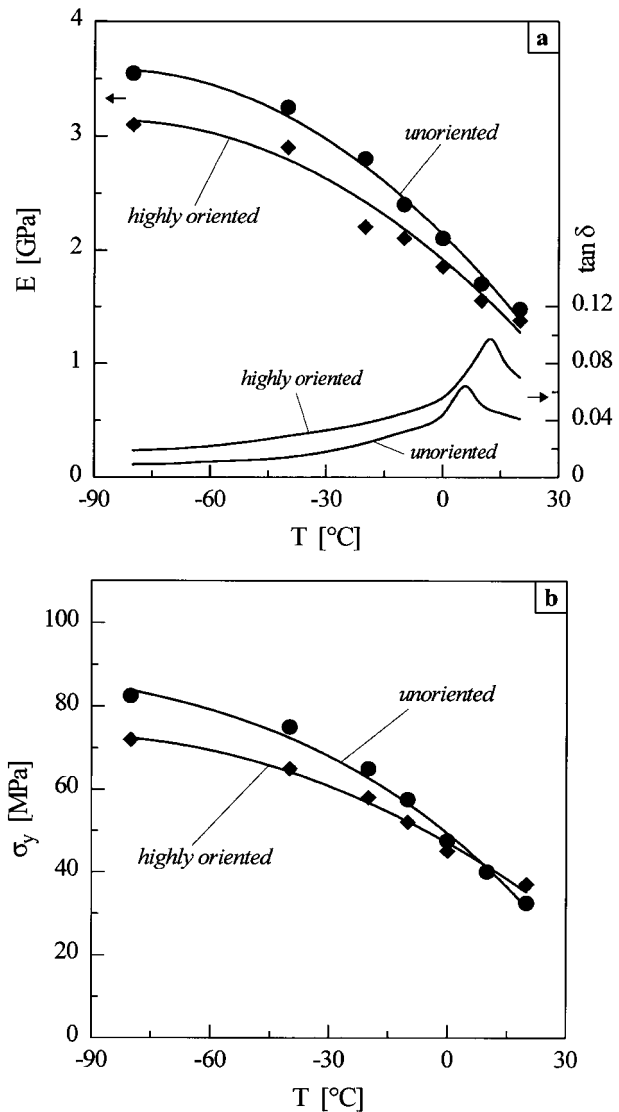 a
4
3
2
1
0
E [GPa]
unoriented
highly oriented
highly oriented
unoriented
tan δ
0.12
0.08
0.04
0
-90
-60
-30
0
30
T [°C]
b
100
80
60
40
20
0
σy [MPa]
unoriented
highly oriented
-90
-60
-30
0
30
T [°C]